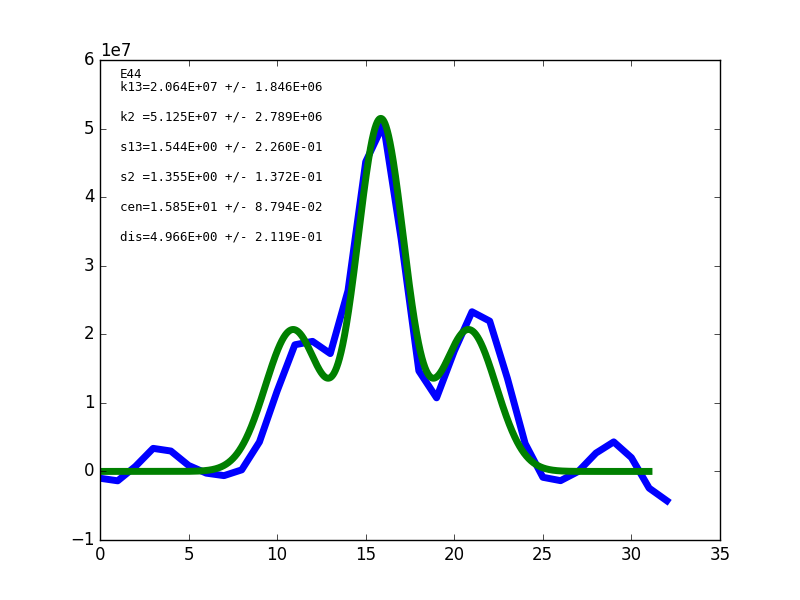 1e7
6
5
4
3
2
1
0
−1
E44
k13=2.064E+07 +/- 1.846E+06
k2 =5.125E+07 +/- 2.789E+06
s13=1.544E+00 +/- 2.260E-01
s2 =1.355E+00 +/- 1.372E-01
cen=1.585E+01 +/- 8.794E-02
dis=4.966E+00 +/- 2.119E-01
0 5 10 15 20 25 30 35